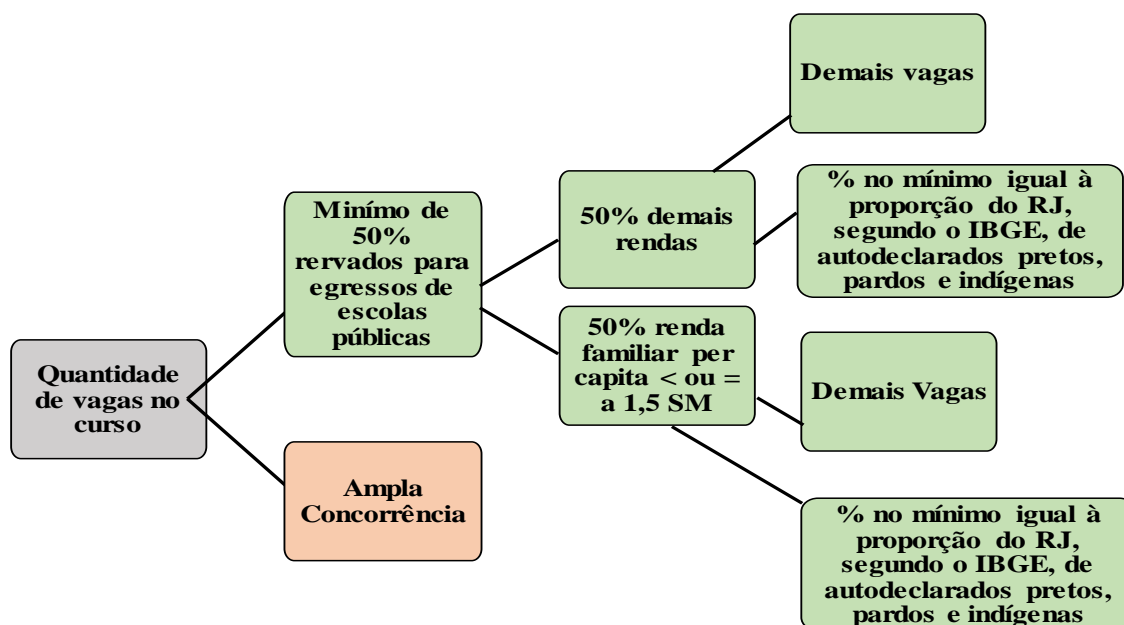 Quantidade
de vagas no
curso
Minímo de
50%
rervados para
egressos de
escolas
públicas
Ampla
Concorrência
50% demais
rendas
50% renda
familiar per
capita < ou =
a 1,5 SM
Demais vagas
% no mínimo igual à
proporção do RJ,
segundo o IBGE, de
autodeclarados pretos,
pardos e indígenas
Demais Vagas
% no mínimo igual à
proporção do RJ,
segundo o IBGE, de
autodeclarados pretos,
pardos e indígenas